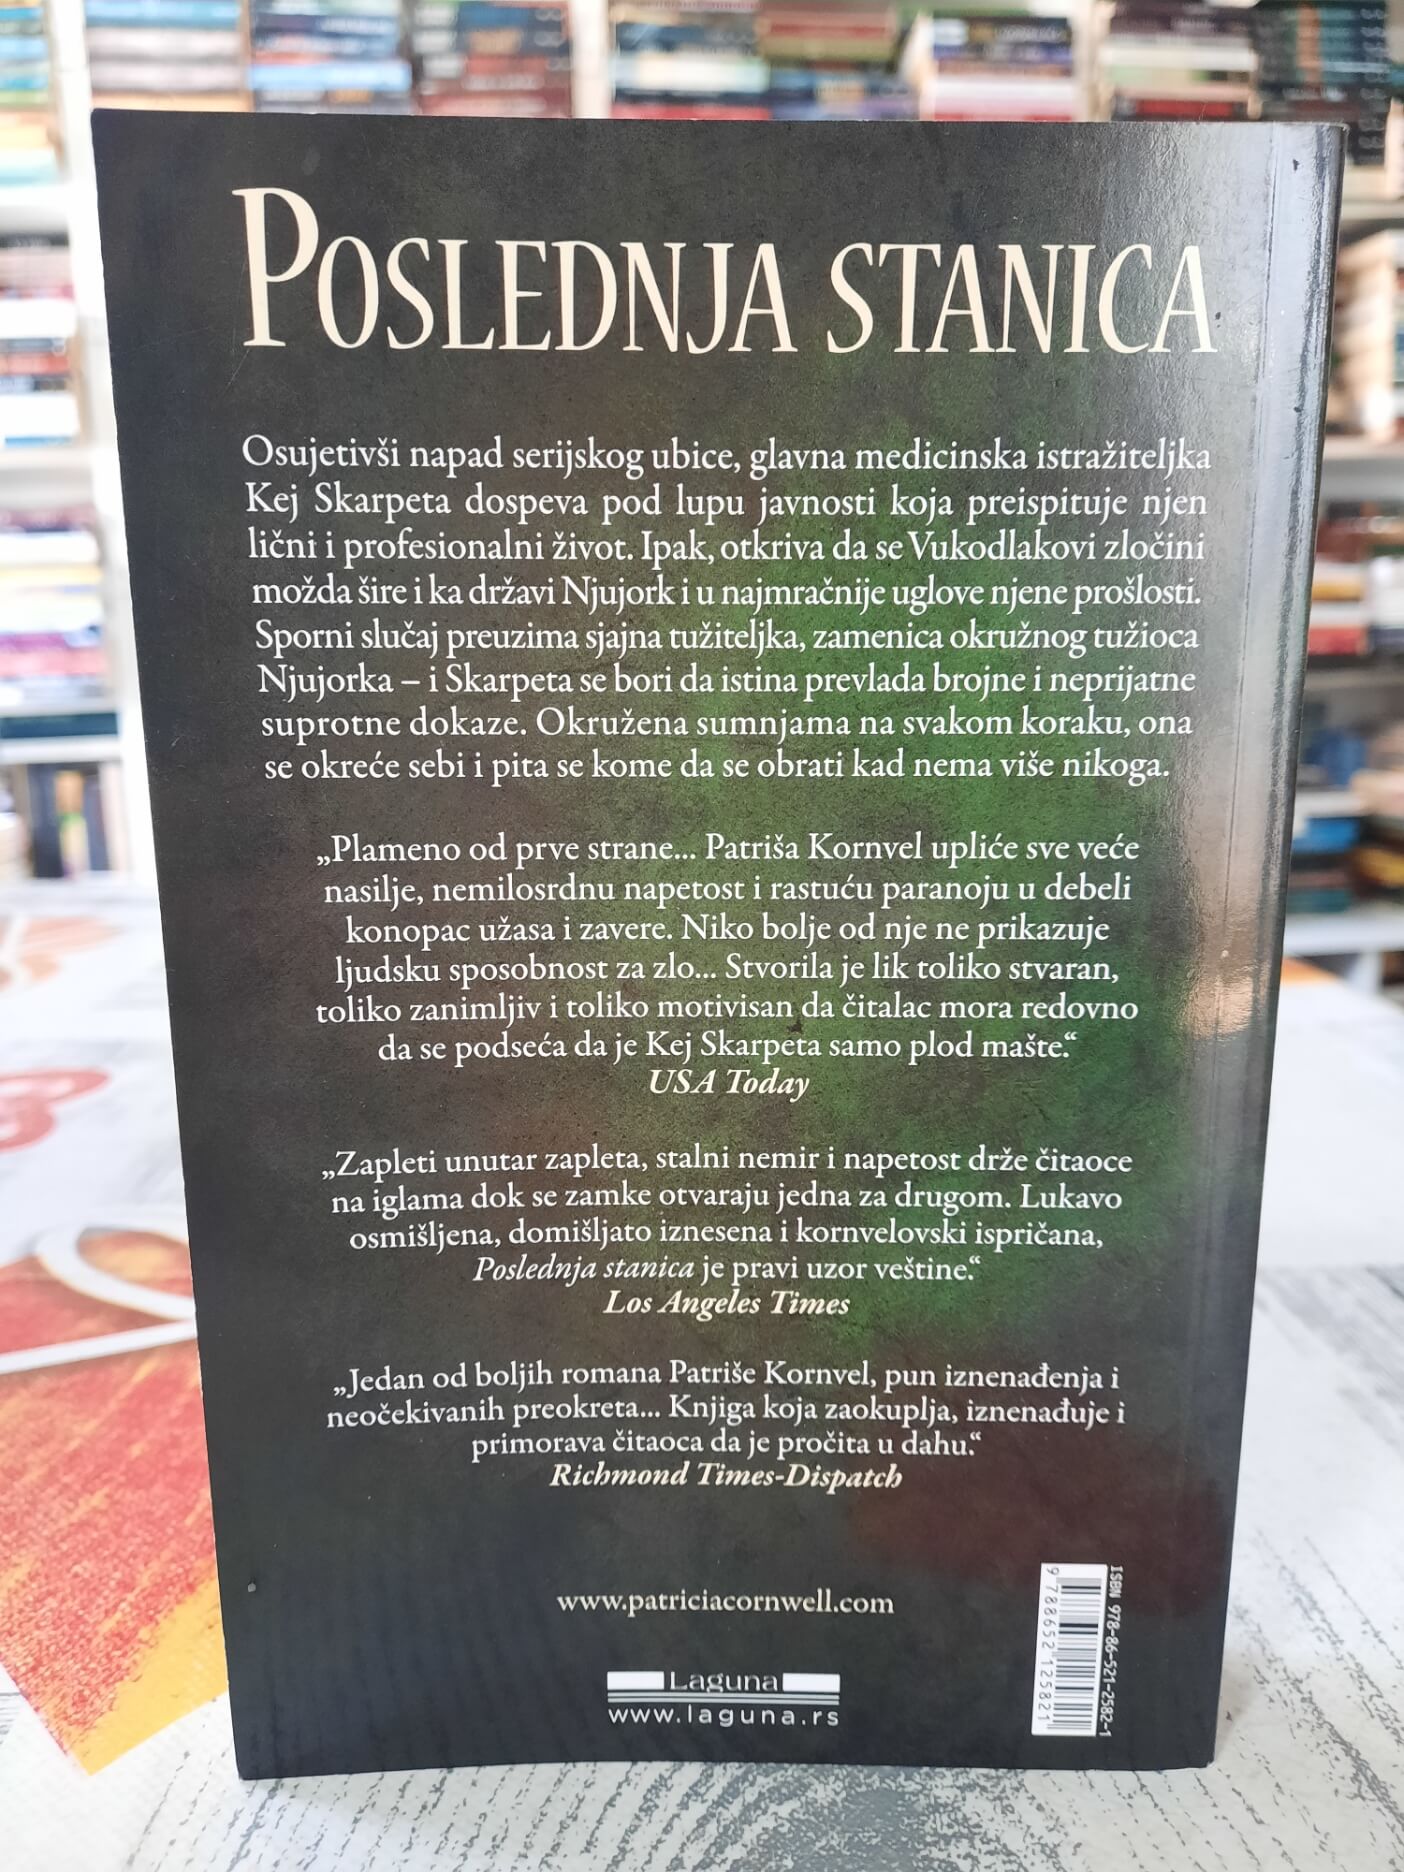 POSLEDNJA STANICA
Osujetivši napad serijskog ubice, glavna medicinska istražiteljka
Kej Skarpeta dospeva pod lupu javnosti koja preispituje njen
lični i profesionalni život. Ipak, otkriva da se Vukodlakovi zločini
možda šire i ka državi Njujork i u najmračnije uglove njene prošlosti.
Sporni slučaj preuzima sjajna tužiteljka, zamenica okružnog tužioca
Njujorka – i Skarpeta se bori da istina prevlada brojne i neprijatne
suprotne dokaze. Okružena sumnjama na svakom koraku, ona
se okreće sebi i pita se kome da se obrati kad nema više nikoga.
„Plameno od prve strane... Patriša Kornvel upliće sve veće
nasilje, nemilosrdnu napetost i rastuću paranoju u debeli
konopac užasa i zavere. Niko bolje od nje ne prikazuje
ljudsku sposobnost za zlo... Stvorila je lik toliko stvaran,
toliko zanimljiv i toliko motivisan da čitalac mora redovno
da se podseća da je Kej Skarpeta samo plod mašte.“
USA Today
„Zapleti unutar zapleta, stalni nemir i napetost drže čitaoce
na iglama dok se zamke otvaraju jedna za drugom. Lukavo
osmišljena, domišljato iznesena i kornvelovski ispričana,
Poslednja stanica je pravi uzor veštine.“
Los Angeles Times
„Jedan od boljih romana Patriše Kornvel, pun iznenađenja i
neočekivanih preokreta... Knjiga koja zaokuplja, iznenađuje i
primorava čitaoca da je pročita u dahu.“
Richmond Times-Dispatch
www.patriciacornwell.com
Laguna
www.laguna.rs
ISBN 978-86-521-2582-1
9788652125821